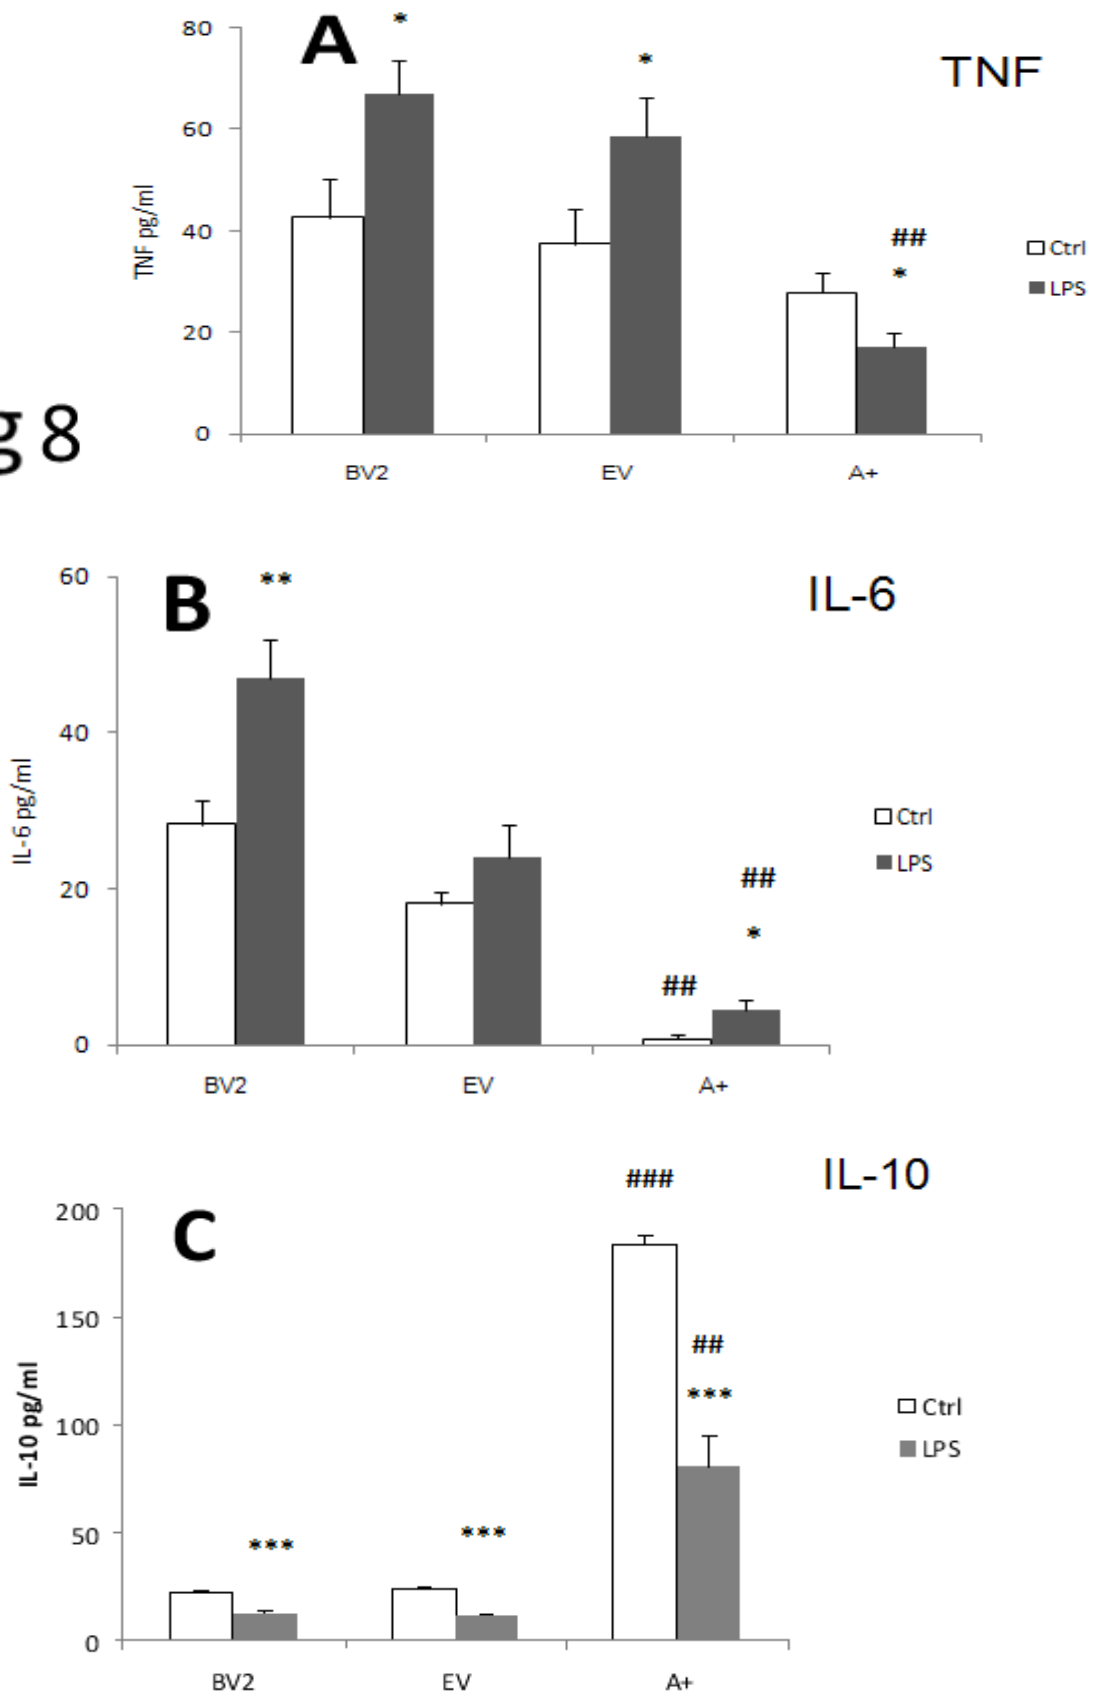 A
TNF
80
60
40
20
0
TNF pg/ml
*
*
##
*
Ctrl
LPS
BV2
EV
A+
g 8
B
IL-6
60
40
20
0
IL-6 pg/ml
**
##
##
*
Ctrl
LPS
BV2
EV
A+
C
IL-10
200
150
100
50
0
IL-10 pg/ml
***
***
###
##
***
Ctrl
LPS
BV2
EV
A+